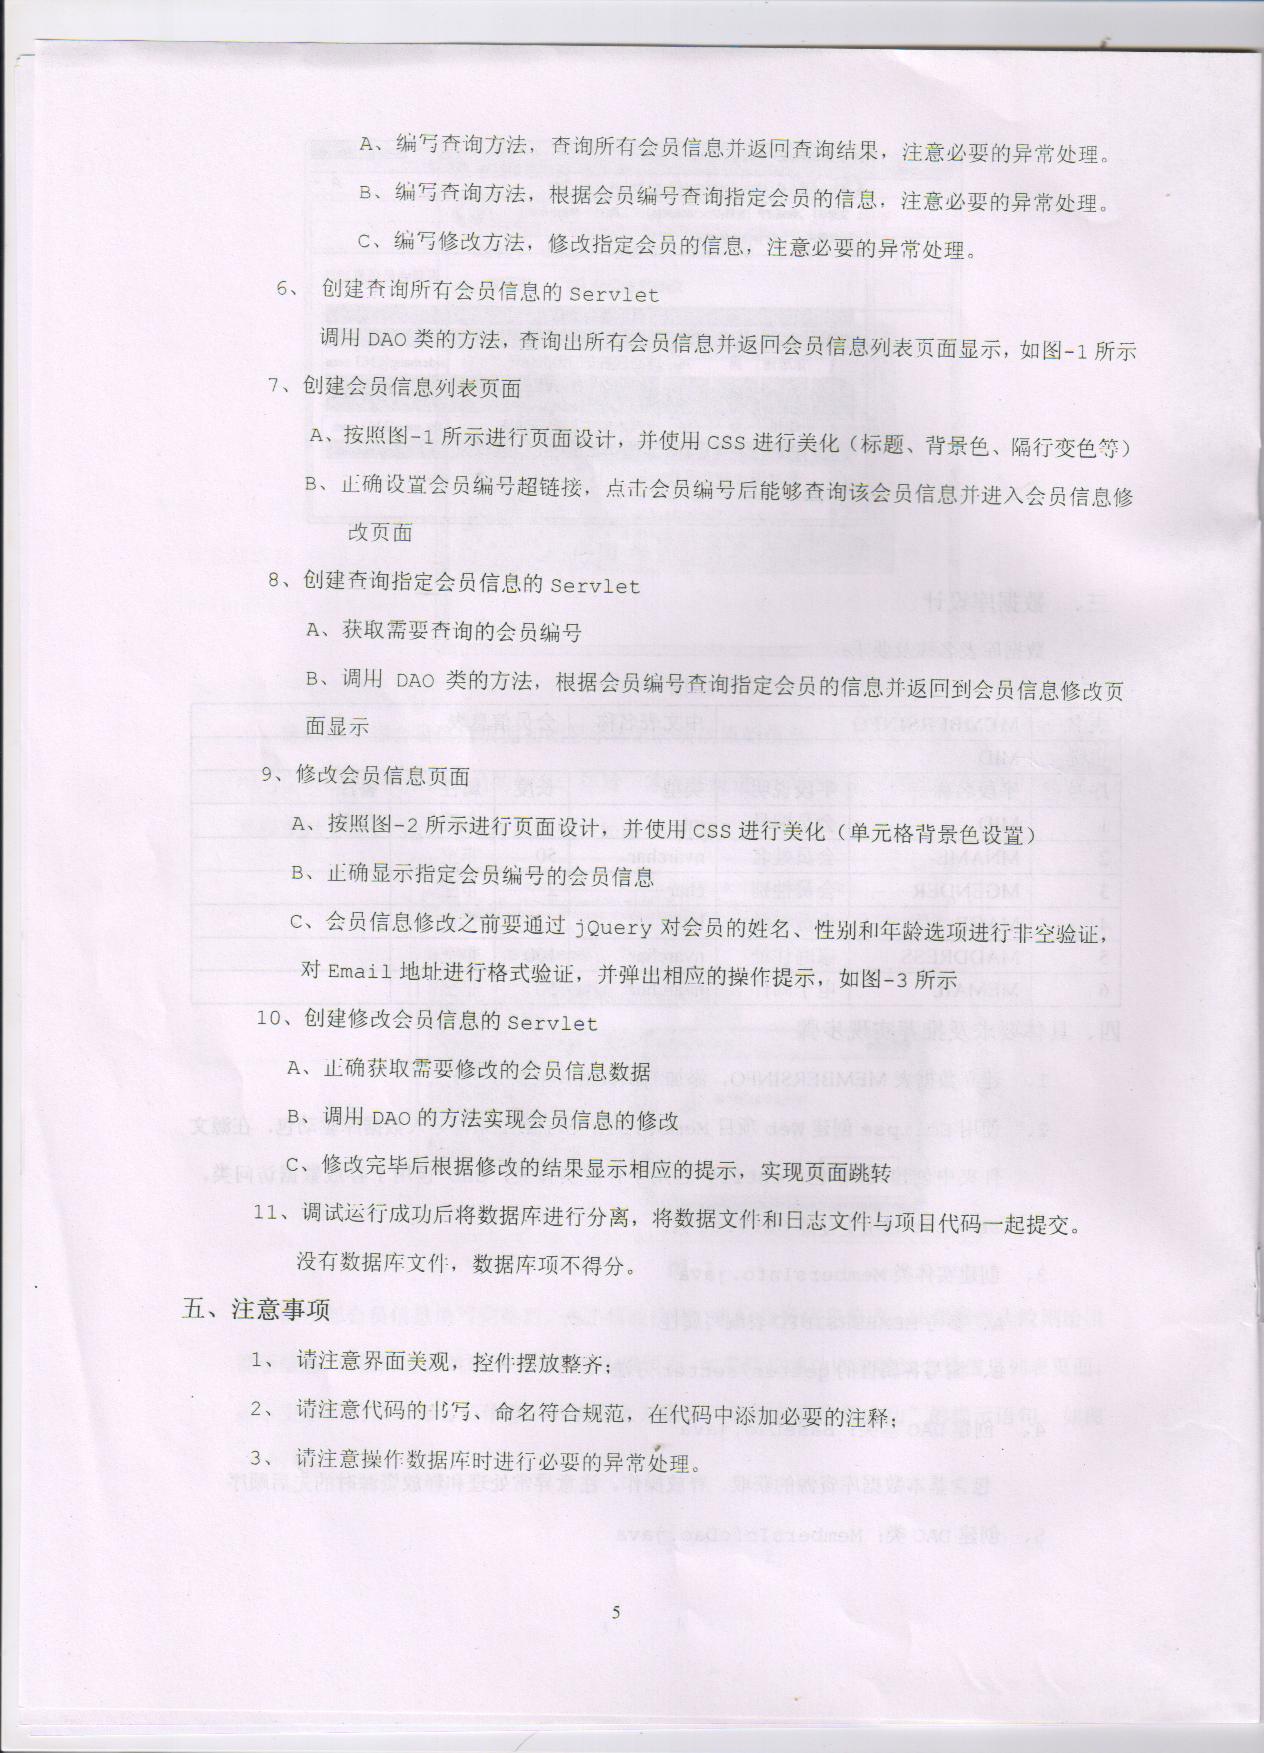 A、编写查询方法，查询所有会员信息并返回查询结果，注意必要的异常处理。
B、编写查询方法，根据会员编号查询指定会员的信息，注意必要的异常处理。
C、编写修改方法，修改指定会员的信息，注意必要的异常处理。
6、 创建查询所有会员信息的 Servlet
调用 DAO 类的方法，查询出所有会员信息并返回会员信息列表页面显示，如图-1 所示
7、创建会员信息列表页面
A、按照图-1 所示进行页面设计，并使用 CSS 进行美化（标题、背景色、隔行变色等）
B、正确设置会员编号超链接，点击会员编号后能够查询该会员信息并进入会员信息修
改页面
8、创建查询指定会员信息的 Servlet
A、获取需要查询的会员编号
B、调用 DAO 类的方法，根据会员编号查询指定会员的信息并返回到会员信息修改页
面显示
9、修改会员信息页面
A、按照图-2 所示进行页面设计，并使用 CSS 进行美化（单元格背景色设置）
B、正确显示指定会员编号的会员信息
C、会员信息修改之前要通过 jQuery 对会员的姓名、性别和年龄选项进行非空验证，
对 Email 地址进行格式验证，并弹出相应的操作提示，如图-3 所示
10、创建修改会员信息的 Servlet
A、正确获取需要修改的会员信息数据
B、调用 DAO 的方法实现会员信息的修改
C、修改完毕后根据修改的结果显示相应的提示，实现页面跳转
11、调试运行成功后将数据库进行分离，将数据文件和日志文件与项目代码一起提交。
没有数据库文件，数据库项不得分。
五、注意事项
1、 请注意界面美观，控件摆放整齐；
2、 请注意代码的书写、命名符合规范，在代码中添加必要的注释；
3、 请注意操作数据库时进行必要的异常处理。
5